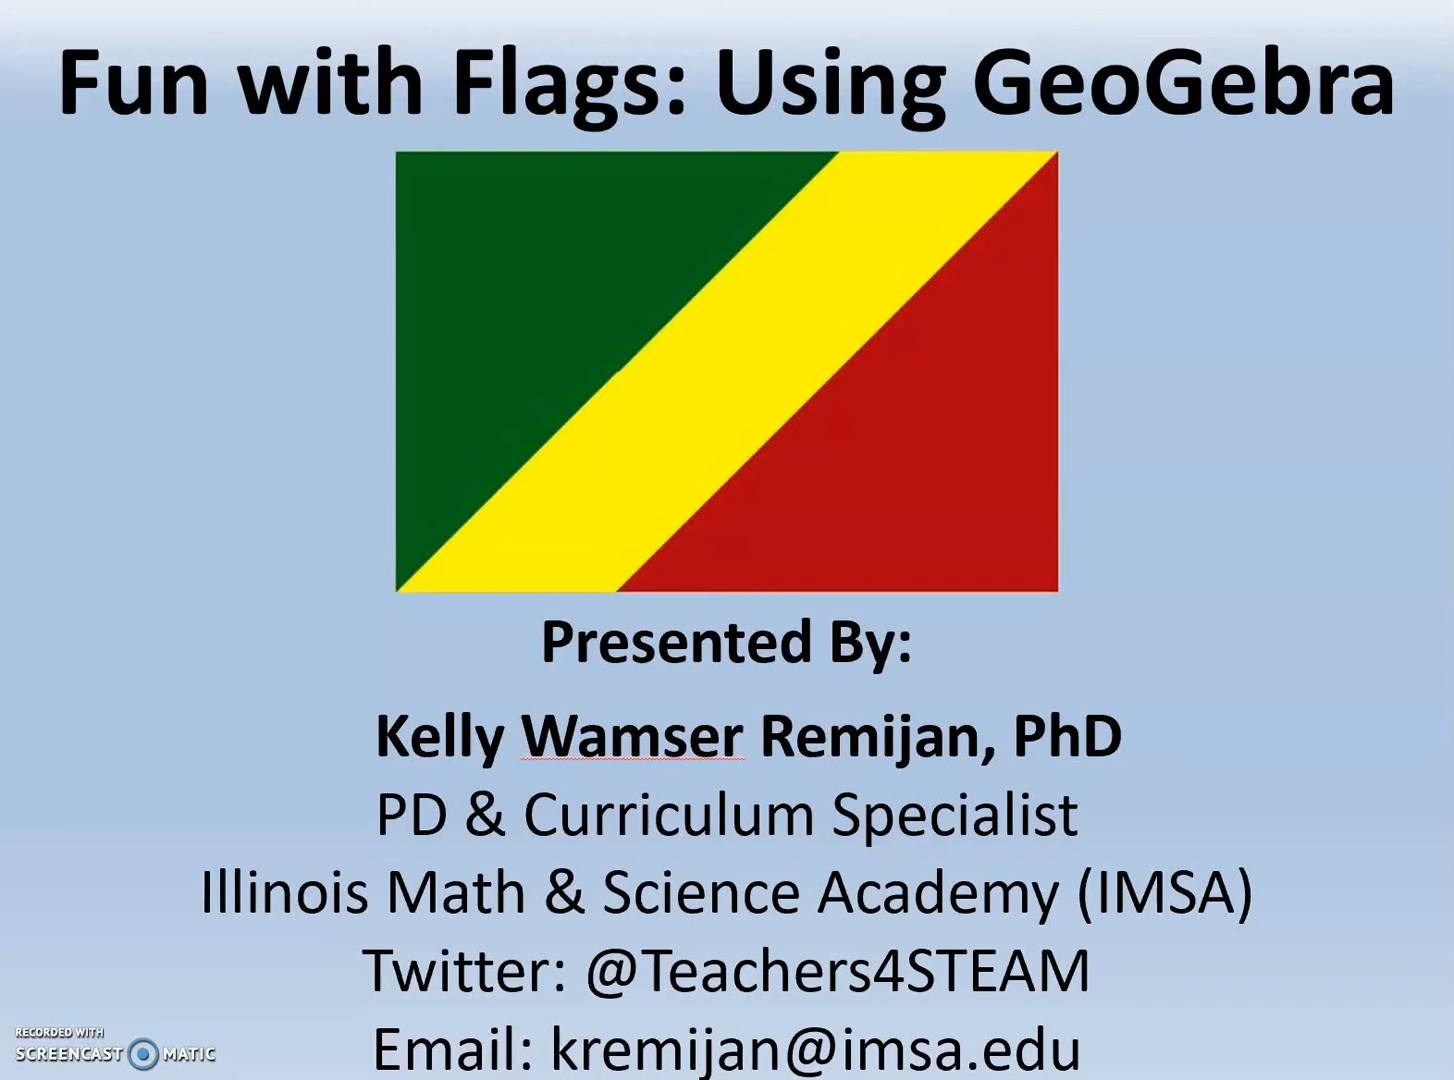 Fun with Flags: Using GeoGebra
Presented By:
Kelly Wamser Remijan, PhD
PD & Curriculum Specialist
Illinois Math & Science Academy (IMSA)
Twitter: @Teachers4STEAM
Email: kremijan@imsa.edu
RECORDED WITH
SCREENCAST MATIC